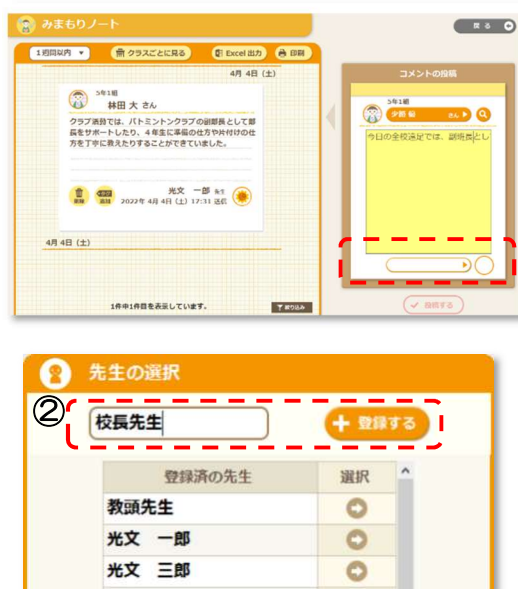 みまもりノート
戻る
1週間以内 ▼
クラスごとに見る
Excel 出力
印刷
4月 4日 (土)
5年1組
林田 大 さん
クラブ活動では、バトミントンクラブの副部長として部
長をサポートしたり、4年生に準備の仕方や片付けの仕
方を丁寧に教えたりすることができていました。
削除
追加
光文 一郎 先生
2022年 4月 4日 (土) 17:31 送信
4月 4日 (土)
1件中1件目を表示しています。
絞り込み
コメントの投稿
5年1組
さん
今日の全校遠足では、副班長とし
投稿する
先生の選択
②
校長先生
登録する
登録済の先生 選択
教頭先生
光文 一郎
光文 三郎